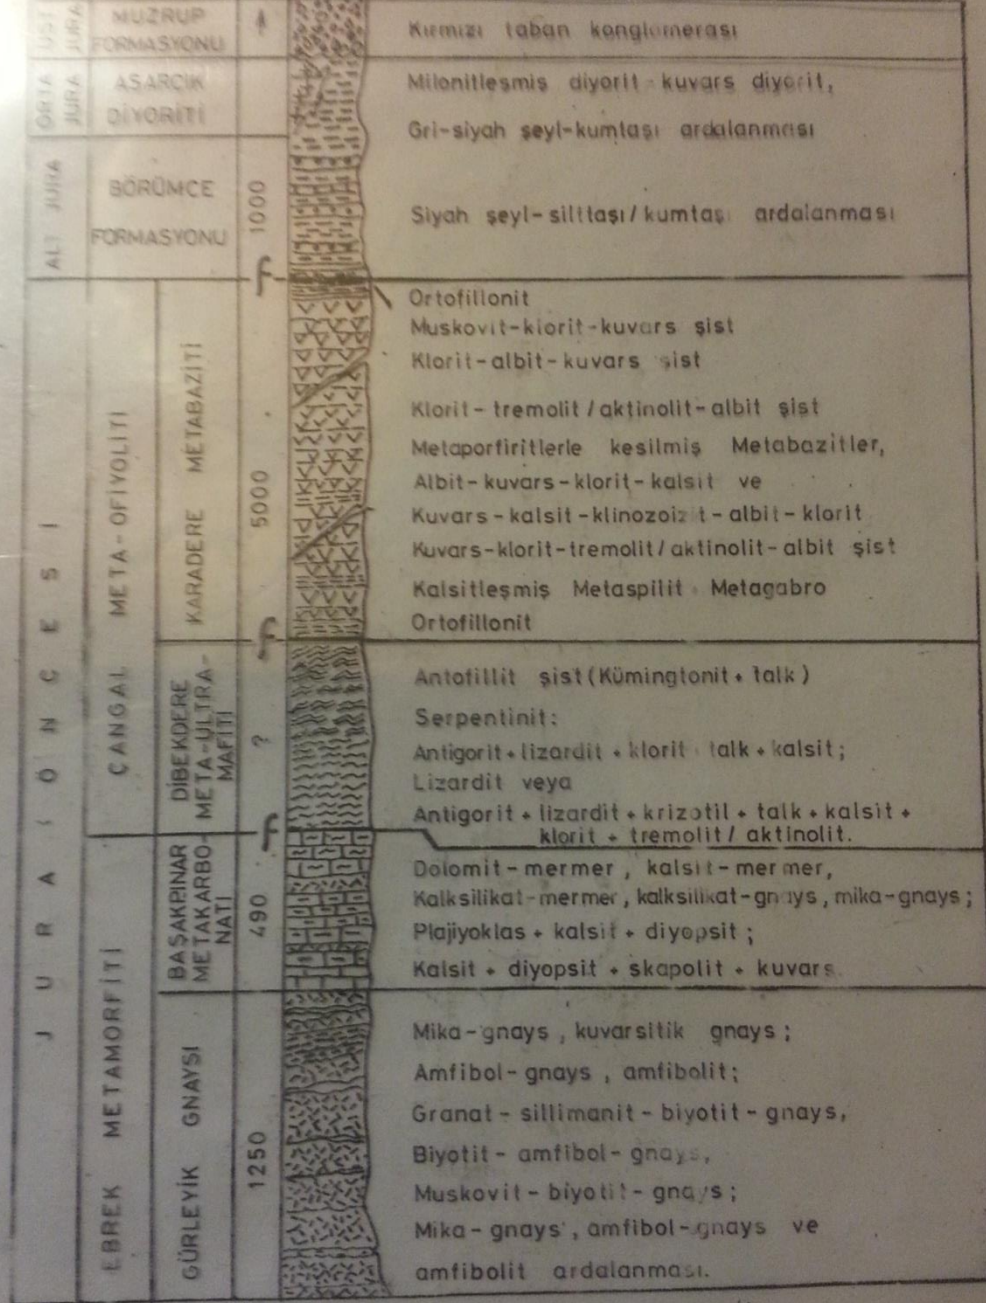 ÜST JURA
MUZRUP
FORMASYONU
Kırmızı taban konglomerası
ORTA JURA
ASARCIK
DİYORİTİ
Milonitleşmiş diyorit - kuvars diyorit,
Gri-siyah şeyl-kumtaşı ardalanması
ALT JURA
BÖRÜMCE
FORMASYONU
1000
Siyah şeyl-silttaşı/kumtaşı ardalanması
f
JURA ÖNCESİ
ÇANGAL META-OFİYOLİTİ
KARADERE METABAZİTİ
5000
Ortofillonit
Muskovit-klorit-kuvars şist
Klorit-albit-kuvars şist
Klorit-tremolit/aktinolit-albit şist
Metaporfiritlerle kesilmiş Metabazitler,
Albit-kuvars-klorit-kalsit ve
Kuvars-kalsit-klinozoizit-albit-klorit
Kuvars-klorit-tremolit/aktinolit-albit şist
Kalsitleşmiş Metaspilit Metagabro
Ortofillonit
f
DİBEKDERE
META-ULTRA-
MAFİTİ
?
Antofillit şist (Kümingtonit + talk)
Serpentinit:
Antigorit + lizardit + klorit talk + kalsit;
Lizardit veya
Antigorit + lizardit + krizotil + talk + kalsit +
klorit + tremolit/ aktinolit.
f
EBREK METAMORFİTİ
BAŞAKPINAR
METAKARBO-
NATI
490
Dolomit-mermer, kalsit-mermer,
Kalksilikat-mermer, kalksilikat-gnays, mika-gnays;
Plajiyoklas + kalsit + diyopsit;
Kalsit + diyopsit + skapolit + kuvars
GÜRLEYİK GNAYSI
1250
Mika-gnays, kuvarsitik gnays;
Amfibol-gnays, amfibolit;
Granat-sillimanit-biyotit-gnays,
Biyotit-amfibol-gnays,
Muskovit-biyotit-gnays;
Mika-gnays, amfibol-gnays ve
amfibolit ardalanması.